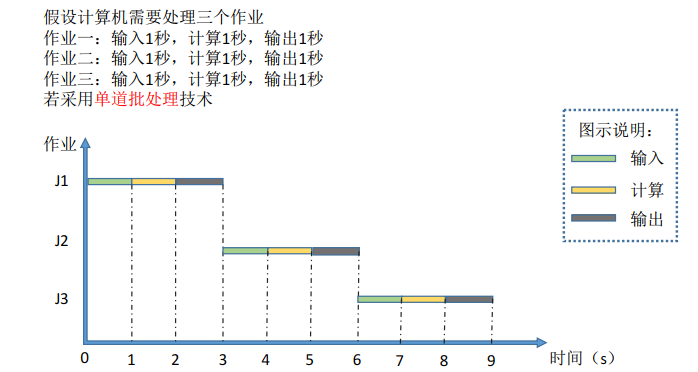 假设计算机需要处理三个作业
作业一：输入1秒，计算1秒，输出1秒
作业二：输入1秒，计算1秒，输出1秒
作业三：输入1秒，计算1秒，输出1秒
若采用单道批处理技术
图示说明：
输入
计算
输出
作业
J1
J2
J3
0 1 2 3 4 5 6 7 8 9 时间（s）